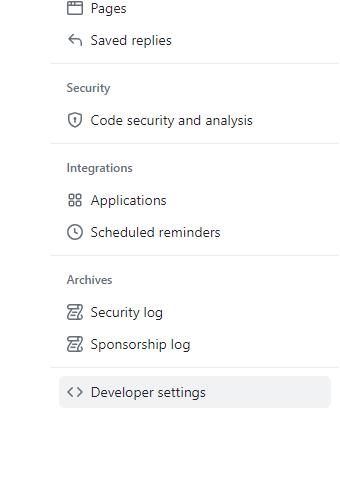 Pages
Saved replies
Security
Code security and analysis
Integrations
Applications
Scheduled reminders
Archives
Security log
Sponsorship log
Developer settings